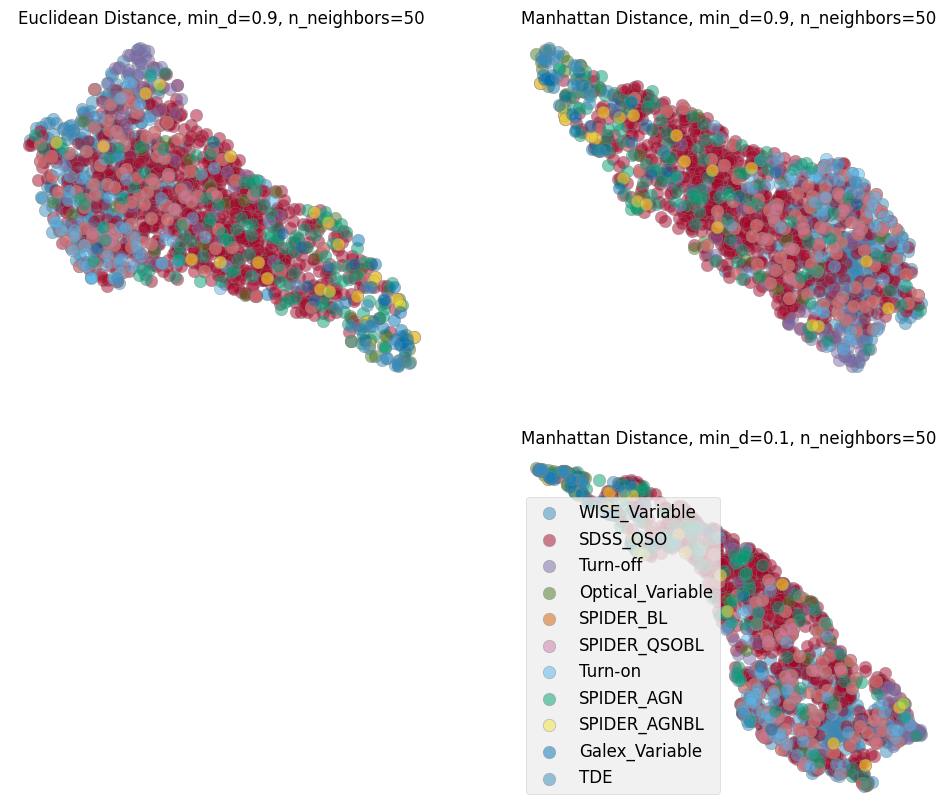 Euclidean Distance, min_d=0.9, n_neighbors=50
Manhattan Distance, min_d=0.9, n_neighbors=50
Manhattan Distance, min_d=0.1, n_neighbors=50
WISE_Variable
SDSS_QSO
Turn-off
Optical_Variable
SPIDER_BL
SPIDER_QSOBL
Turn-on
SPIDER_AGN
SPIDER_AGNBL
Galex_Variable
TDE